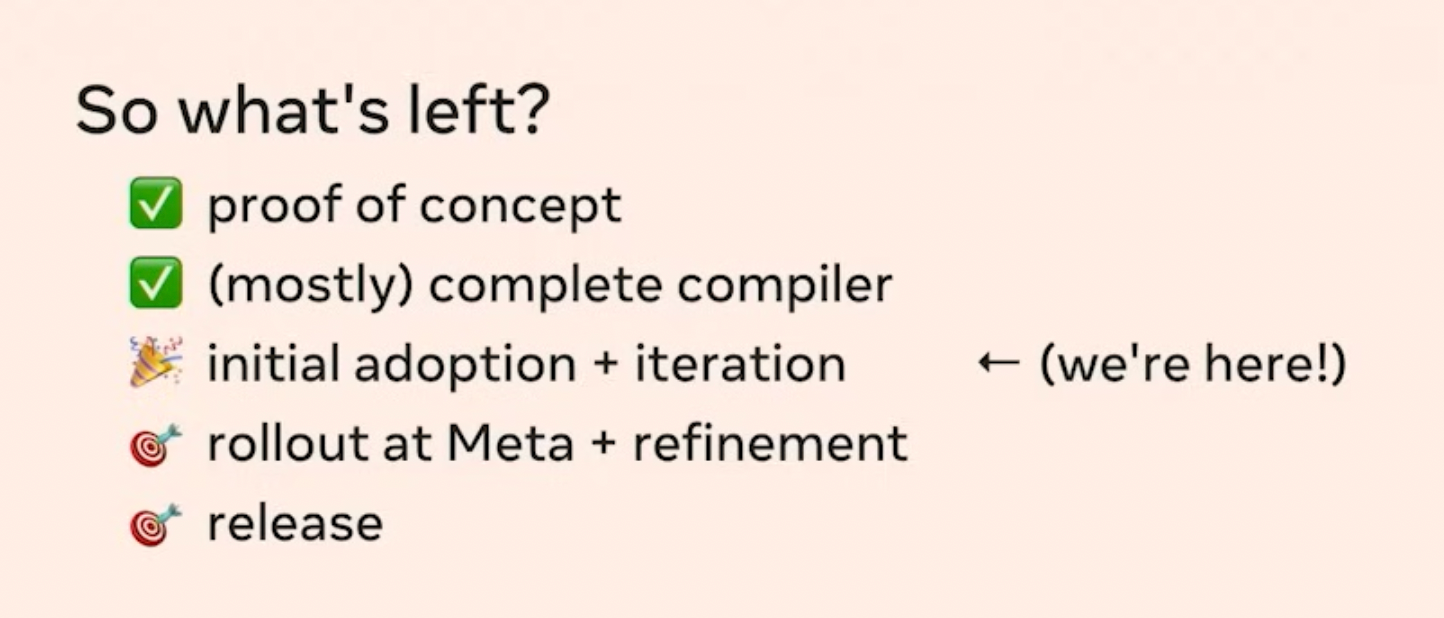 So what's left?
✅ proof of concept
✅ (mostly) complete compiler
🎉 initial adoption + iteration ← (we're here!)
🎯 rollout at Meta + refinement
🎯 release